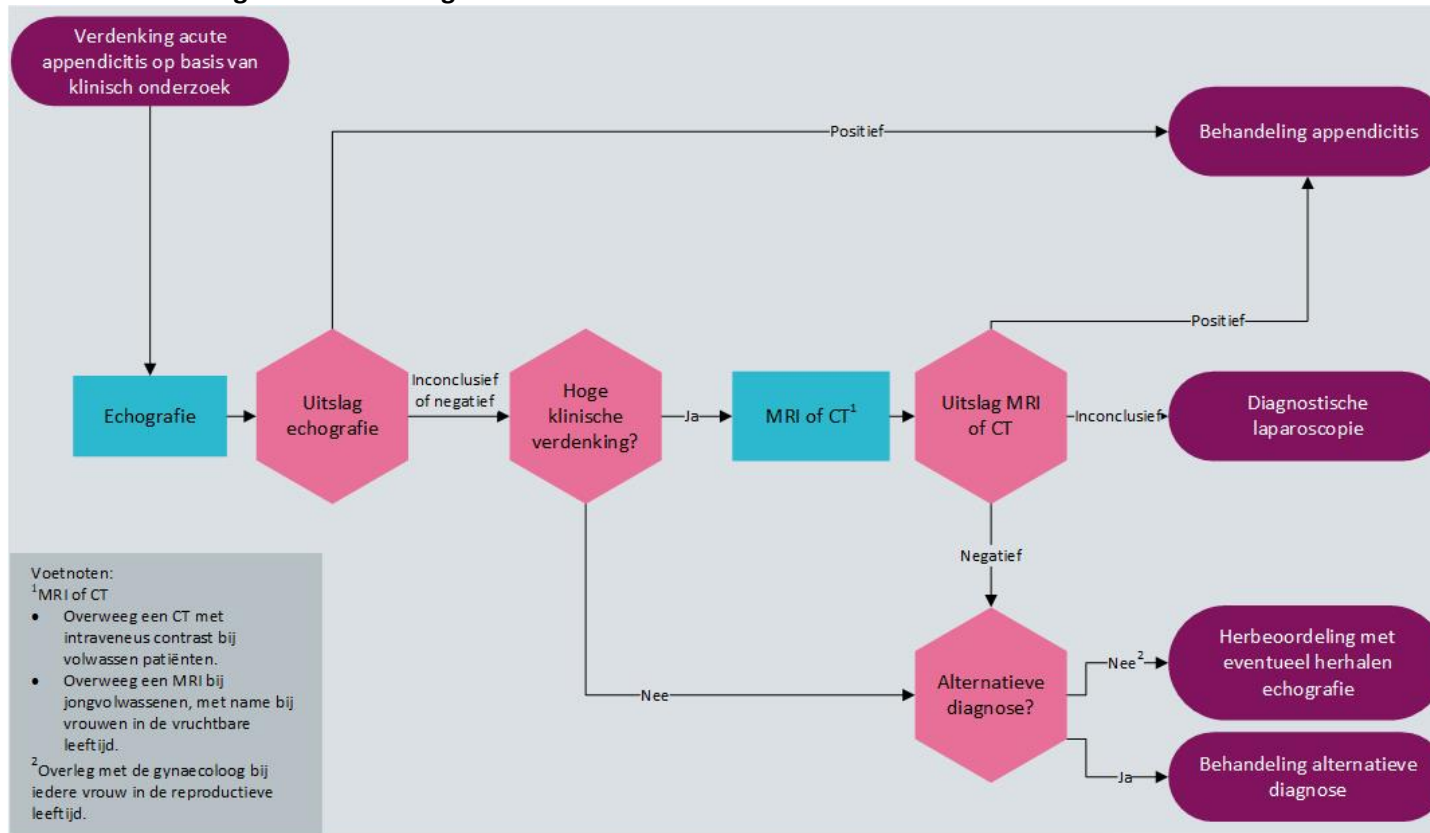 Verdenking acute
appendicitis op basis van
klinisch onderzoek
Positief
Behandeling appendicitis
Positief
Echografie
Uitslag
echografie
Inconclusief
of negatief
Hoge
klinische
verdenking?
Ja
MRI of CT¹
Uitslag MRI
of CT
Inconclusief
Diagnostische
laparoscopie
Negatief
Nee
Alternatieve
diagnose?
Nee²
Herbeoordeling met
eventueel herhalen
echografie
Ja
Behandeling alternatieve
diagnose
Voetnoten:
¹MRI of CT
• Overweeg een CT met
intraveneus contrast bij
volwassen patiënten.
• Overweeg een MRI bij
jongvolwassenen, met name bij
vrouwen in de vruchtbare
leeftijd.
²Overleg met de gynaecoloog bij
iedere vrouw in de reproductieve
leeftijd.